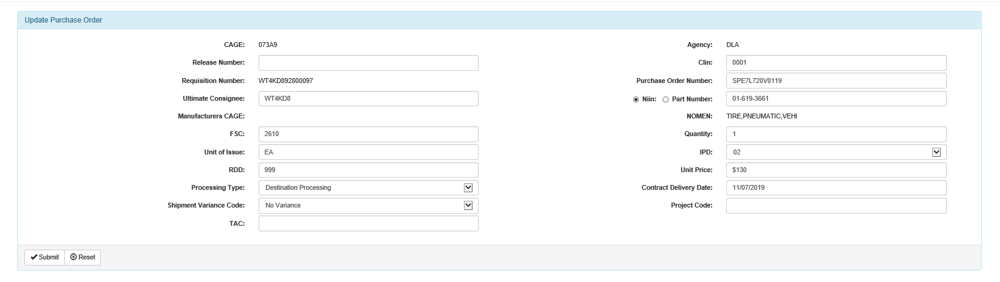 Update Purchase Order
CAGE: 073A9 Agency: DLA
Release Number: Clin: 0001
Requisition Number: WT4KD892800097 Purchase Order Number: SPE7L720V0119
Ultimate Consignee: WT4KD8 Niin: Part Number: 01-619-3661
Manufacturers CAGE: NOMEN: TIRE,PNEUMATIC,VEHI
FSC: 2610 Quantity: 1
Unit of Issue: EA IPD: 02
RDD: 999 Unit Price: $130
Processing Type: Destination Processing Contract Delivery Date: 11/07/2019
Shipment Variance Code: No Variance Project Code:
TAC:
Submit Reset